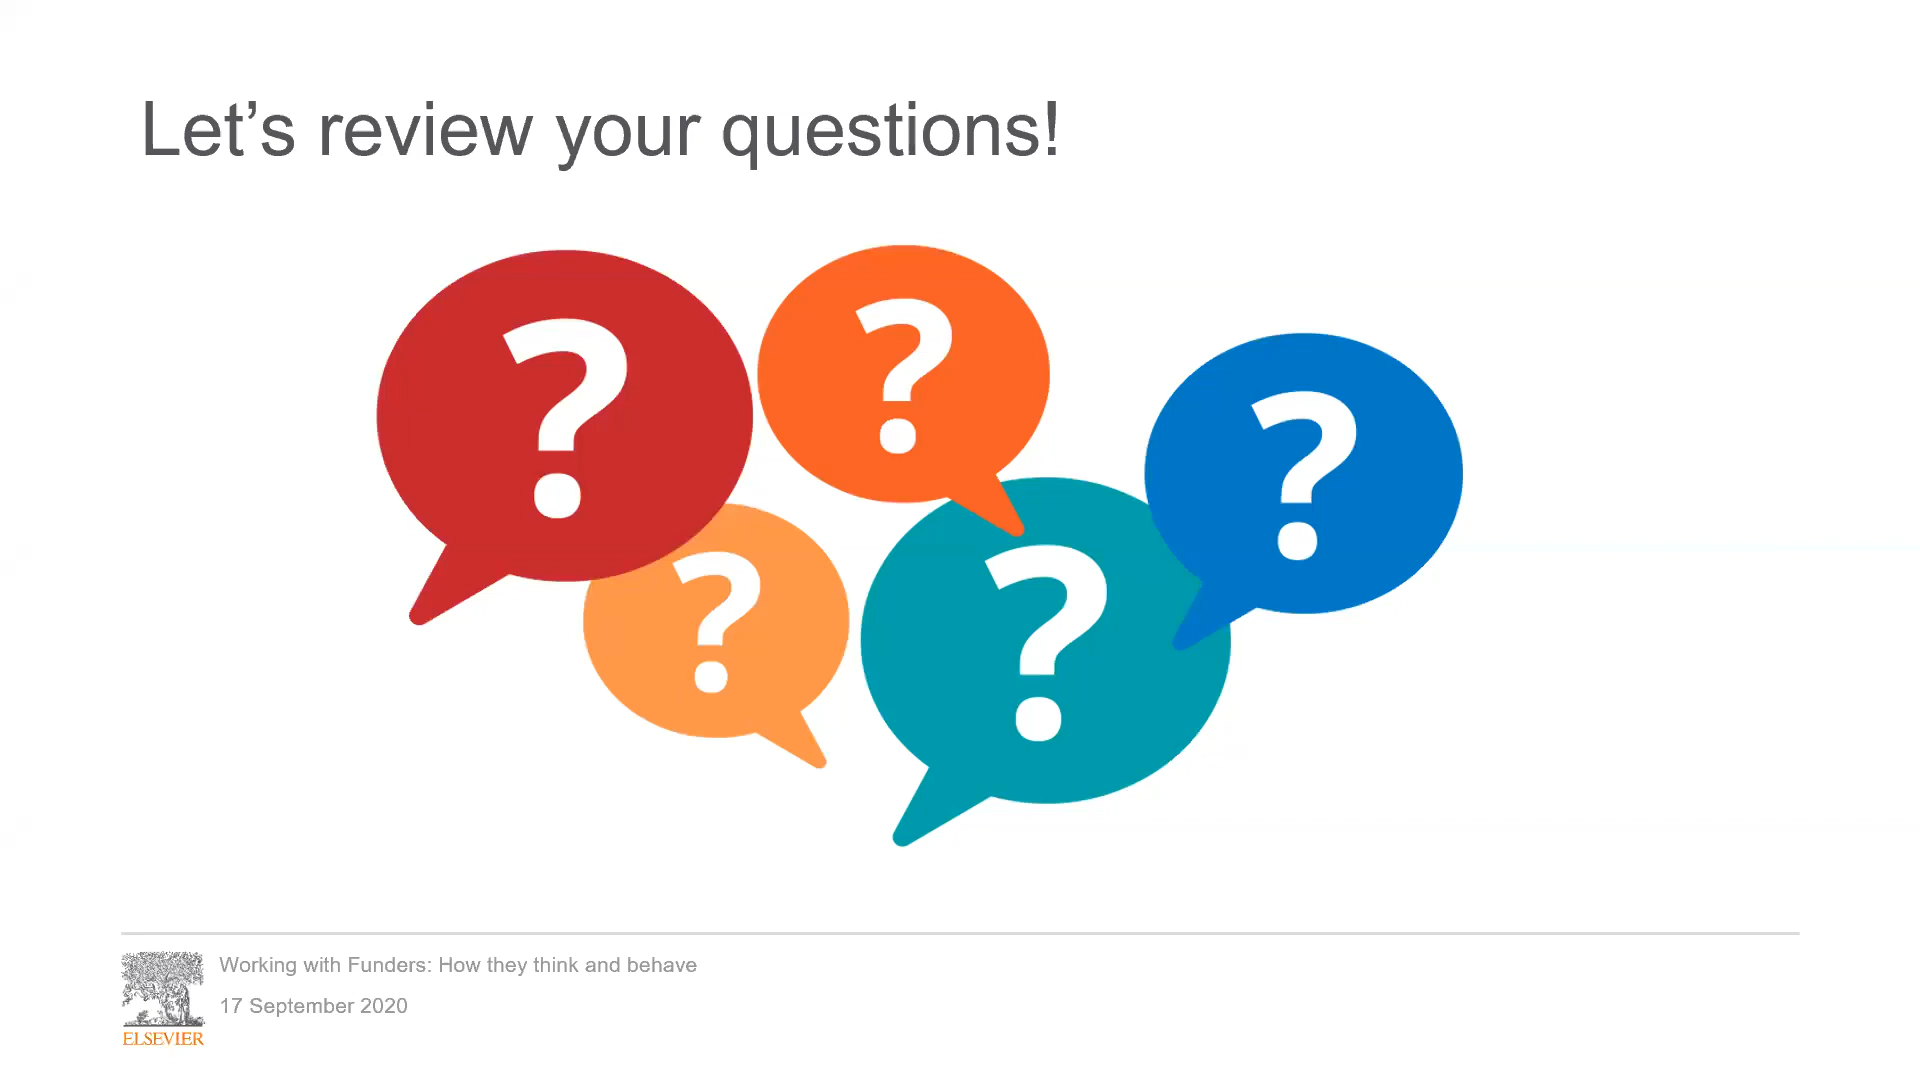 Let’s review your questions!
?
?
?
?
?
Working with Funders: How they think and behave
17 September 2020
ELSEVIER